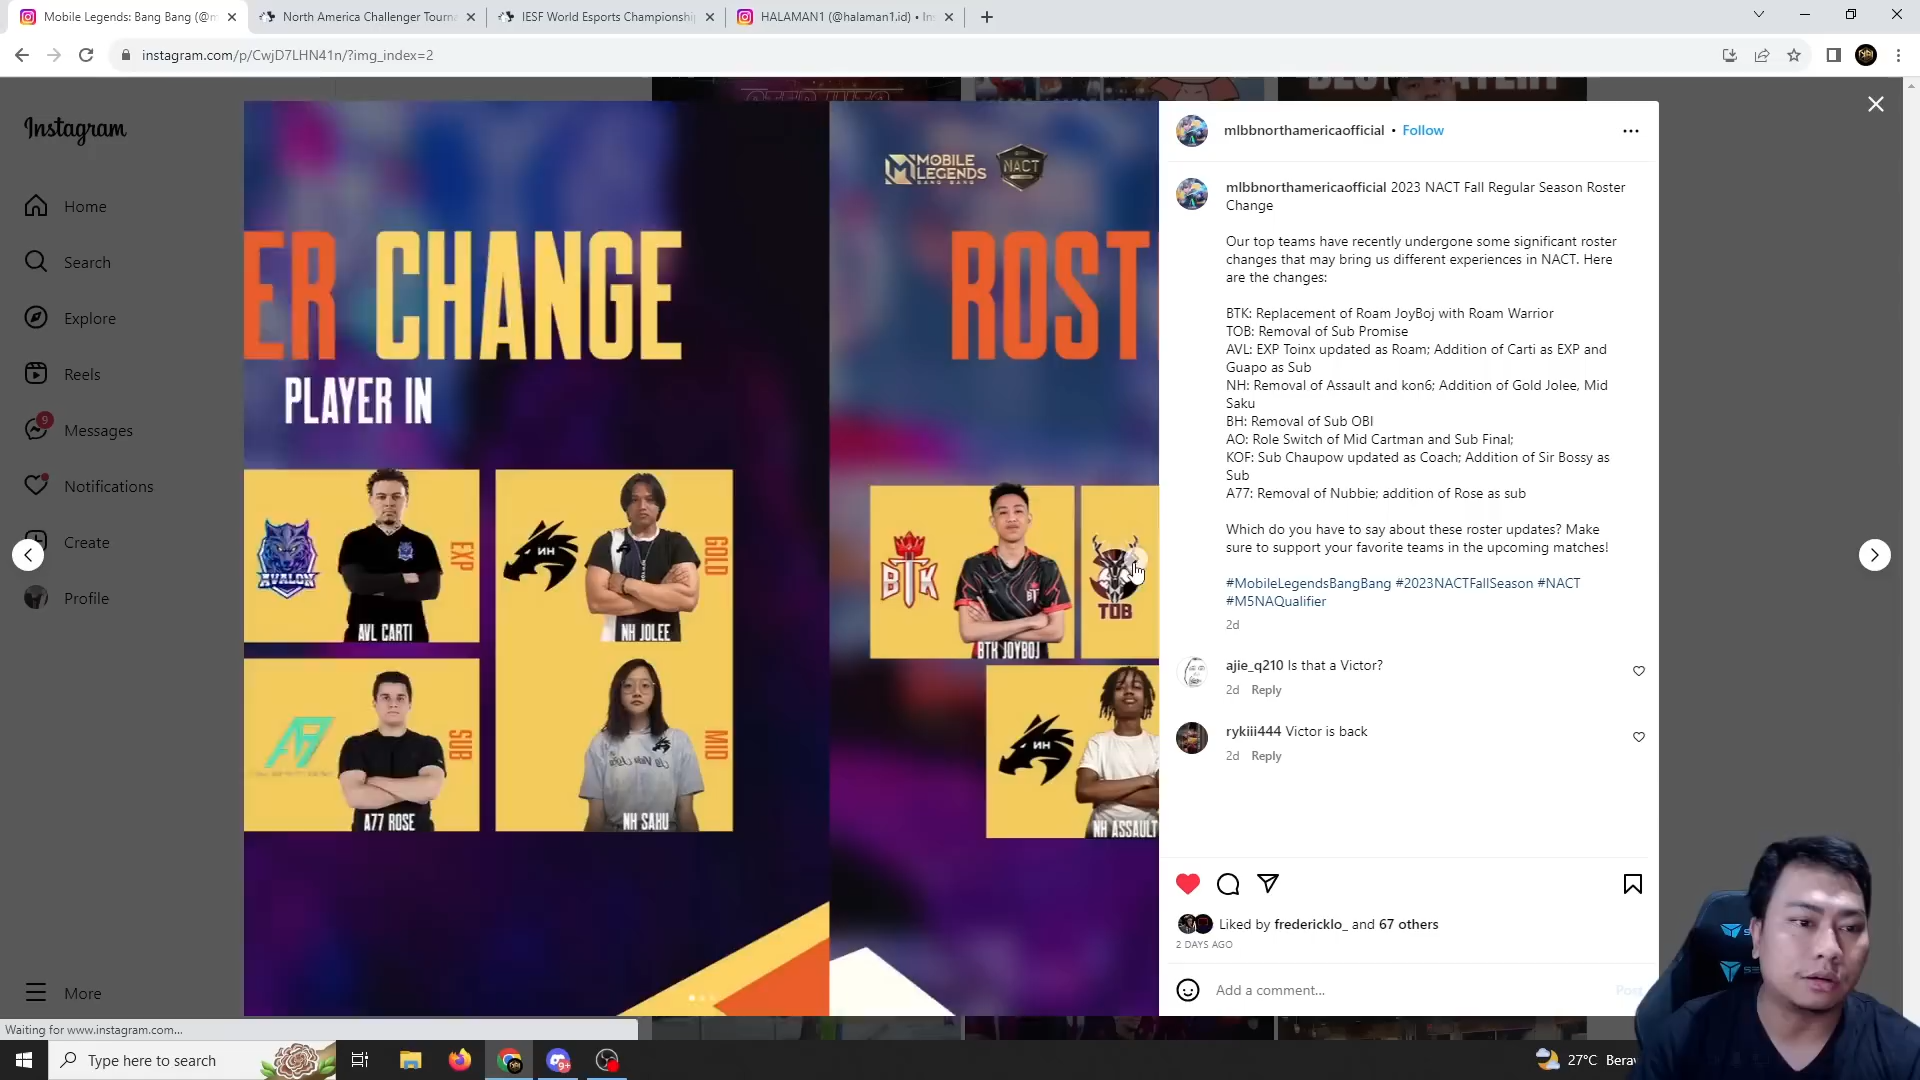 Mobile Legends: Bang Bang (@m
North America Challenger Tourna
IESF World Esports Championshi
HALAMAN1 (@halaman1.id) • In
instagram.com/p/CwjD7LHN41n/?img_index=2
Instagram
Home
Search
Explore
Reels
9
Messages
Notifications
Create
Profile
More
ER CHANGE
PLAYER IN
AVALON
EXP
AVL CARTI
NH
GOLD
NH JOLEE
SUB
A77 ROSE
MID
NH SAKU
MOBILE LEGENDS
BANG BANG
NACT
ROST
BTK
BTK JOYBOJ
TOB
NH
NH ASSAULT
mlbbnorthamericaofficial • Follow
mlbbnorthamericaofficial 2023 NACT Fall Regular Season Roster
Change
Our top teams have recently undergone some significant roster
changes that may bring us different experiences in NACT. Here
are the changes:
BTK: Replacement of Roam JoyBoj with Roam Warrior
TOB: Removal of Sub Promise
AVL: EXP Toinx updated as Roam; Addition of Carti as EXP and
Guapo as Sub
NH: Removal of Assault and kon6; Addition of Gold Jolee, Mid
Saku
BH: Removal of Sub OBI
AO: Role Switch of Mid Cartman and Sub Final;
KOF: Sub Chaupow updated as Coach; Addition of Sir Bossy as
Sub
A77: Removal of Nubbie; addition of Rose as sub
Which do you have to say about these roster updates? Make
sure to support your favorite teams in the upcoming matches!
#MobileLegendsBangBang #2023NACTFallSeason #NACT
#M5NAQualifier
2d
ajie_q210 Is that a Victor?
2d Reply
rykiii444 Victor is back
2d Reply
Liked by fredericklo_ and 67 others
2 DAYS AGO
Add a comment...
Post
Waiting for www.instagram.com...
Type here to search
9+
27°C Berav